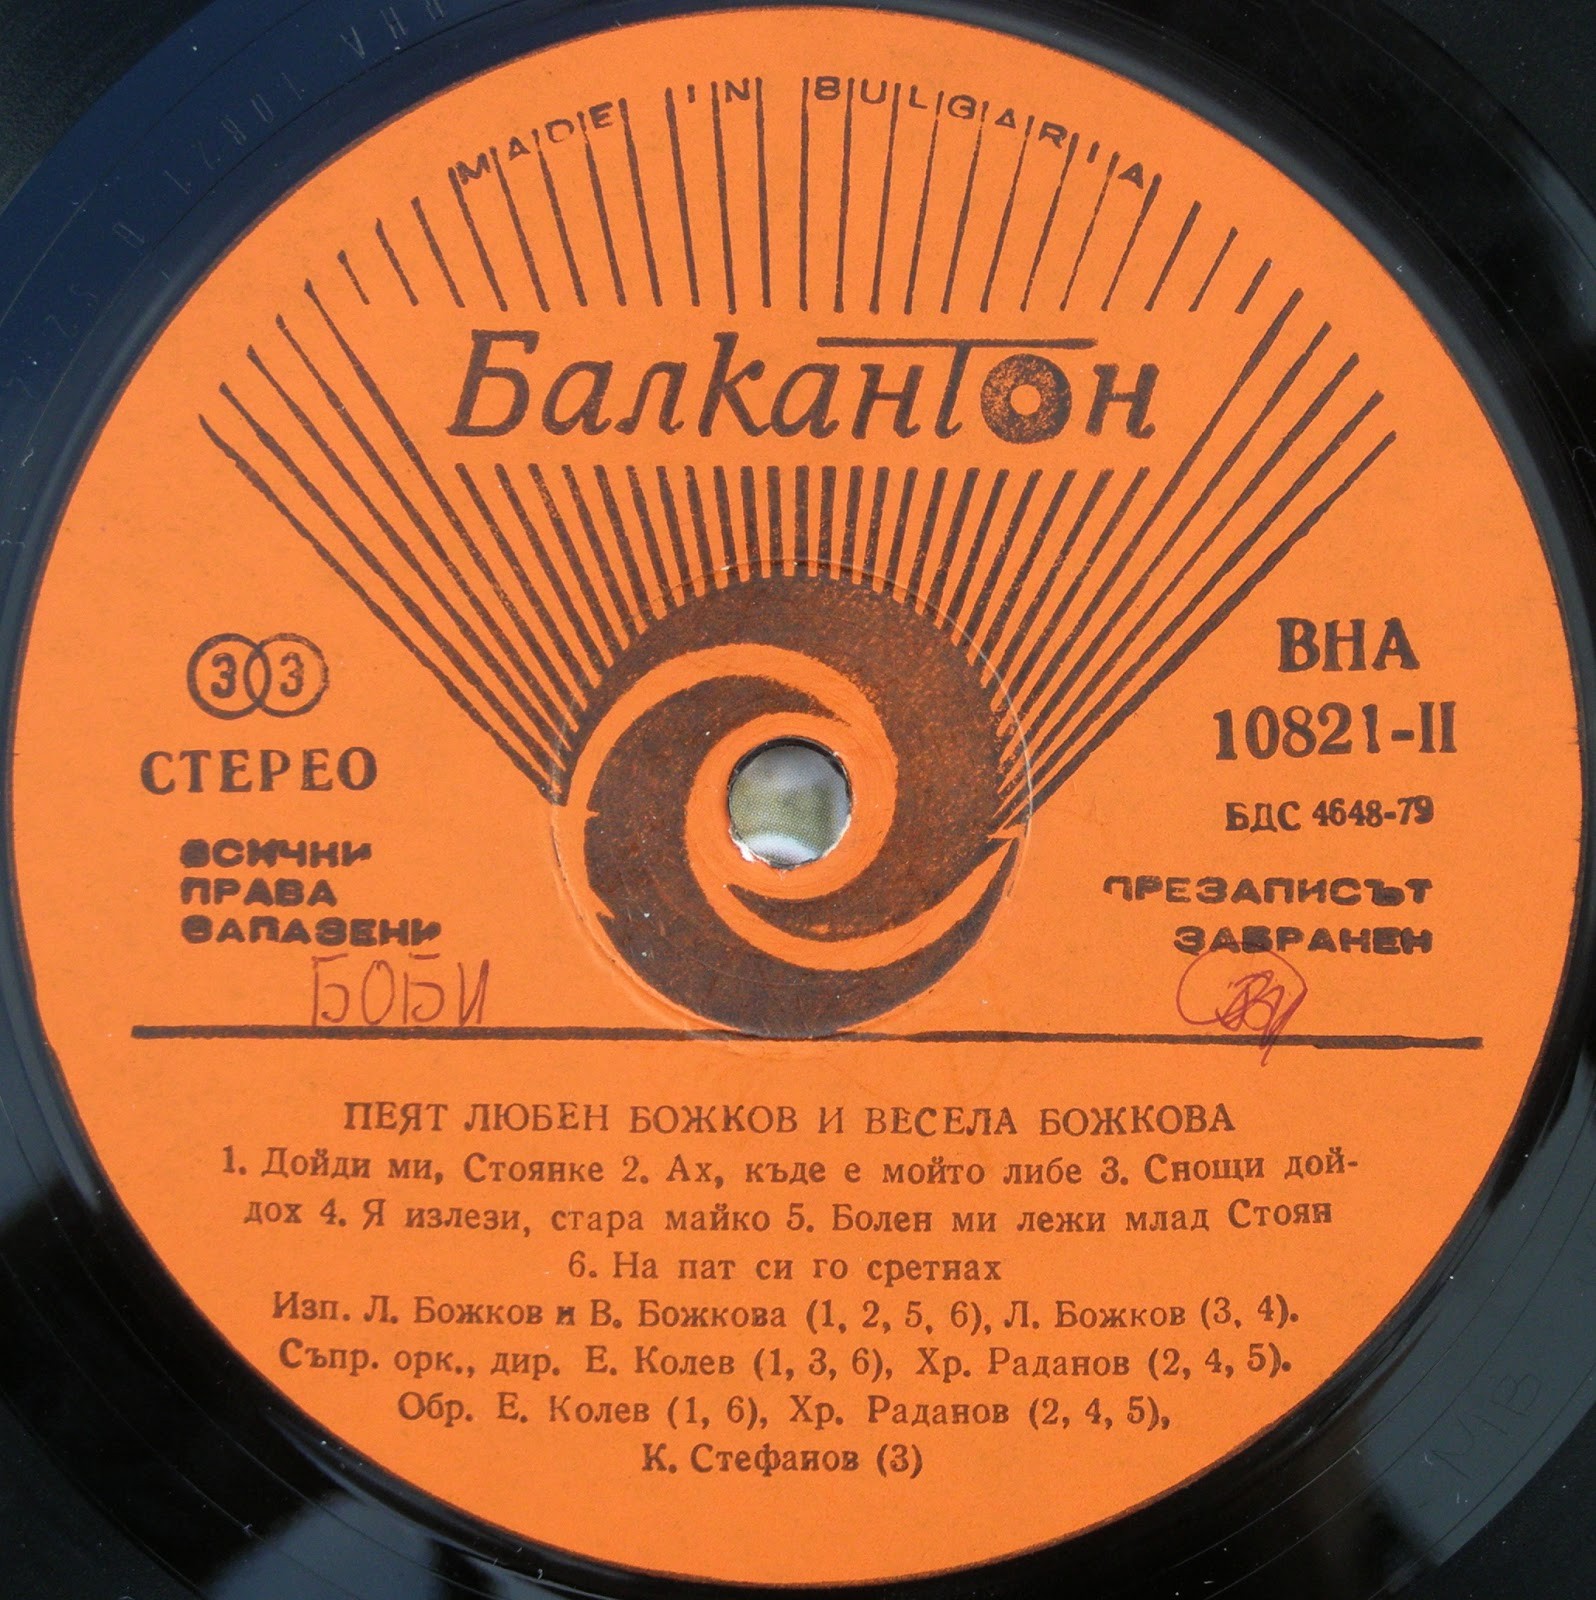 MADE IN BULGARIA
Балкантон
33
СТЕРЕО
ВСИЧКИ
ПРАВА
ЗАПАЗЕНИ
БОБИ
ВНА
10821-II
БДС 4648-79
ПРЕЗАПИСЪТ
ЗАБРАНЕН
ПЕЯТ ЛЮБЕН БОЖКОВ И ВЕСЕЛА БОЖКОВА
1. Дойди ми, Стоянке 2. Ах, къде е мойто либе 3. Снощи дой-
дох 4. Я излези, стара майко 5. Болен ми лежи млад Стоян
6. На пат си го сретнах
Изп. Л. Божков и В. Божкова (1, 2, 5, 6), Л. Божков (3, 4).
Съпр. орк., дир. Е. Колев (1, 3, 6), Хр. Раданов (2, 4, 5).
Обр. Е. Колев (1, 6), Хр. Раданов (2, 4, 5),
К. Стефанов (3)